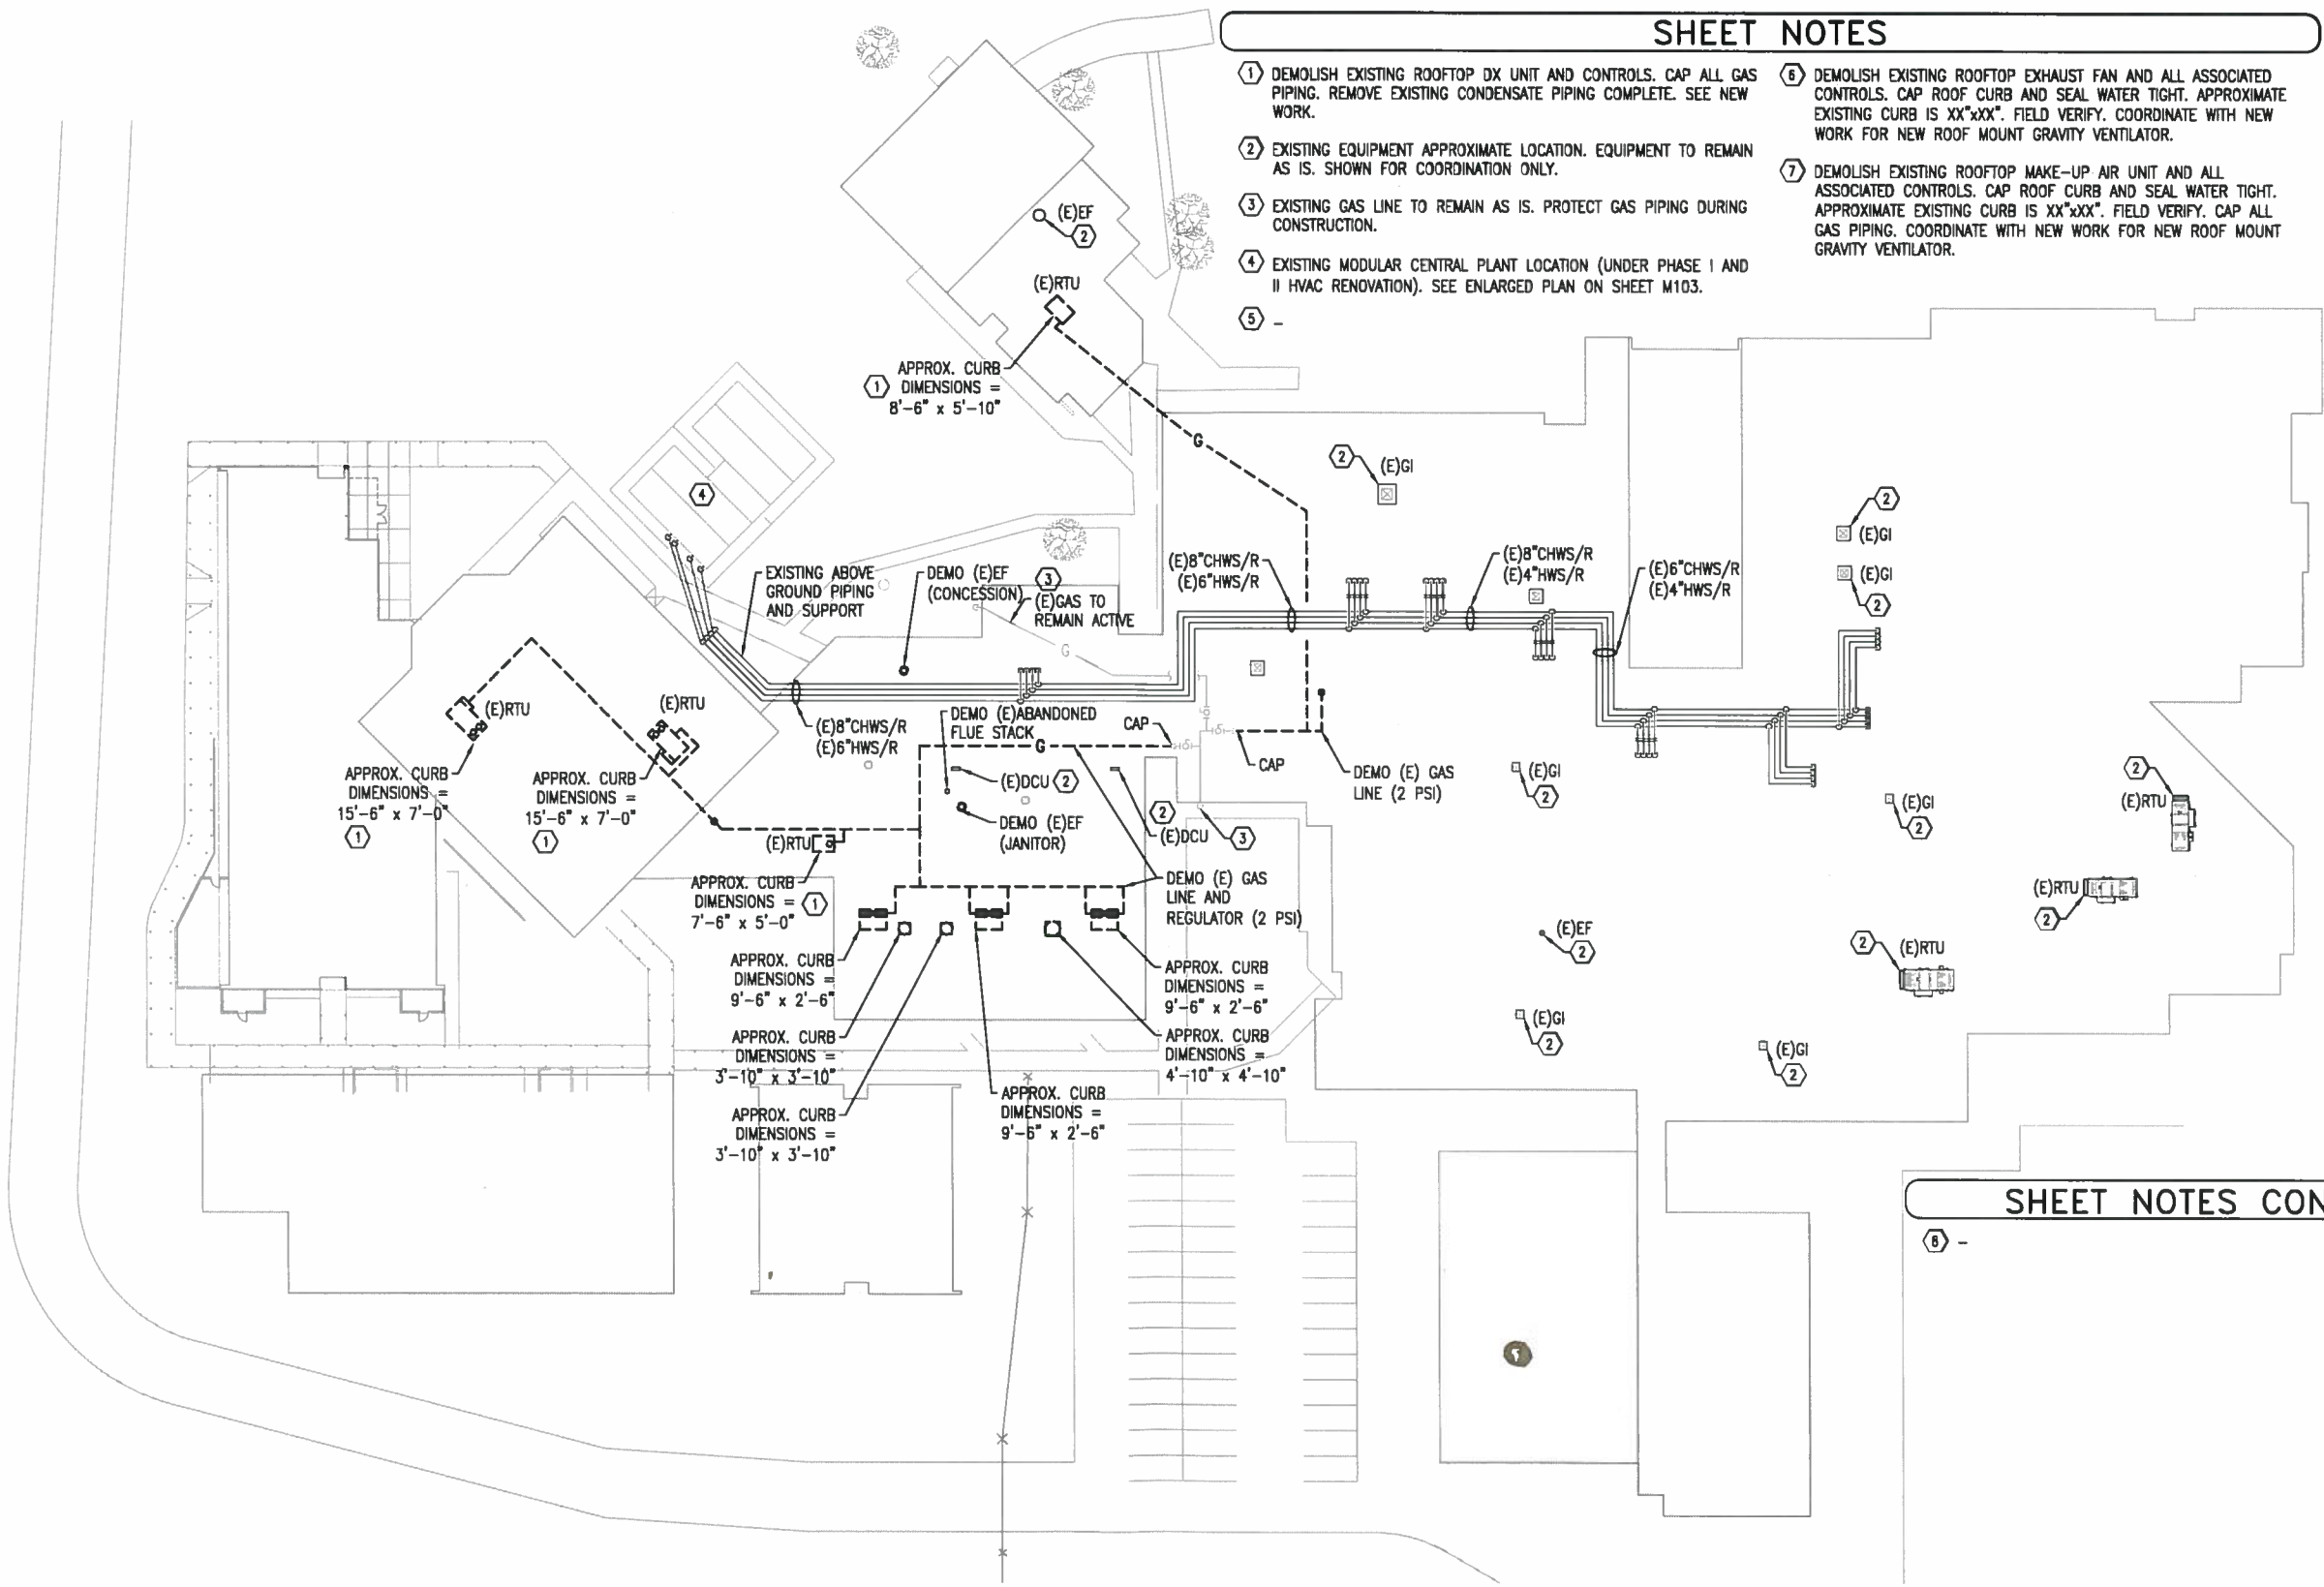 SHEET NOTES
1 DEMOLISH EXISTING ROOFTOP DX UNIT AND CONTROLS. CAP ALL GAS
PIPING. REMOVE EXISTING CONDENSATE PIPING COMPLETE. SEE NEW
WORK.
2 EXISTING EQUIPMENT APPROXIMATE LOCATION. EQUIPMENT TO REMAIN
AS IS. SHOWN FOR COORDINATION ONLY.
3 EXISTING GAS LINE TO REMAIN AS IS. PROTECT GAS PIPING DURING
CONSTRUCTION.
4 EXISTING MODULAR CENTRAL PLANT LOCATION (UNDER PHASE I AND
II HVAC RENOVATION). SEE ENLARGED PLAN ON SHEET M103.
5 -
6 DEMOLISH EXISTING ROOFTOP EXHAUST FAN AND ALL ASSOCIATED
CONTROLS. CAP ROOF CURB AND SEAL WATER TIGHT. APPROXIMATE
EXISTING CURB IS XX"xXX". FIELD VERIFY. COORDINATE WITH NEW
WORK FOR NEW ROOF MOUNT GRAVITY VENTILATOR.
7 DEMOLISH EXISTING ROOFTOP MAKE-UP AIR UNIT AND ALL
ASSOCIATED CONTROLS. CAP ROOF CURB AND SEAL WATER TIGHT.
APPROXIMATE EXISTING CURB IS XX"xXX". FIELD VERIFY. CAP ALL
GAS PIPING. COORDINATE WITH NEW WORK FOR NEW ROOF MOUNT
GRAVITY VENTILATOR.
(E)EF
2
(E)RTU
APPROX. CURB
1 DIMENSIONS =
8'-6" x 5'-10"
G
2
(E)GI
4
2
(E)GI
(E)GI
2
EXISTING ABOVE
GROUND PIPING
AND SUPPORT
DEMO (E)EF
(CONCESSION)
3
(E)GAS TO
REMAIN ACTIVE
G
(E)8"CHWS/R
(E)6"HWS/R
(E)8"CHWS/R
(E)4"HWS/R
(E)6"CHWS/R
(E)4"HWS/R
(E)RTU
(E)RTU
(E)8"CHWS/R
(E)6"HWS/R
DEMO (E)ABANDONED
FLUE STACK
CAP
G
CAP
DEMO (E) GAS
LINE (2 PSI)
APPROX. CURB
DIMENSIONS =
15'-6" x 7'-0"
1
APPROX. CURB
DIMENSIONS =
15'-6" x 7'-0"
1
(E)DCU 2
DEMO (E)EF
(JANITOR)
2
(E)DCU
3
(E)GI
2
(E)GI
2
2
(E)RTU
(E)RTU
APPROX. CURB
DIMENSIONS = 1
7'-6" x 5'-0"
DEMO (E) GAS
LINE AND
REGULATOR (2 PSI)
(E)RTU
2
(E)EF
2
2
(E)RTU
APPROX. CURB
DIMENSIONS =
9'-6" x 2'-6"
APPROX. CURB
DIMENSIONS =
9'-6" x 2'-6"
APPROX. CURB
DIMENSIONS =
3'-10" x 3'-10"
APPROX. CURB
DIMENSIONS =
4'-10" x 4'-10"
(E)GI
2
(E)GI
2
APPROX. CURB
DIMENSIONS =
3'-10" x 3'-10"
APPROX. CURB
DIMENSIONS =
9'-6" x 2'-6"
SHEET NOTES CON
8 -